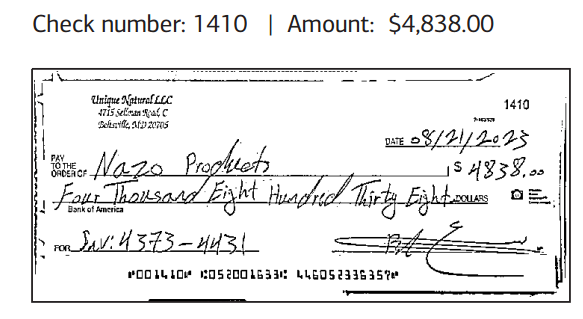 Check number: 1410 | Amount: $4,838.00
Unique Natural LLC
4715 Sellman Road, C
Beltsville, MD 20705
1410
DATE 08/21/2023
PAY TO THE ORDER OF Nazo Products $ 4838.00
Four Thousand Eight Hundred Thirty Eight DOLLARS
Bank of America
FOR Inv: 4373-4431
⑈001410⑈ ⑆052001633⑆ 446052336357⑈